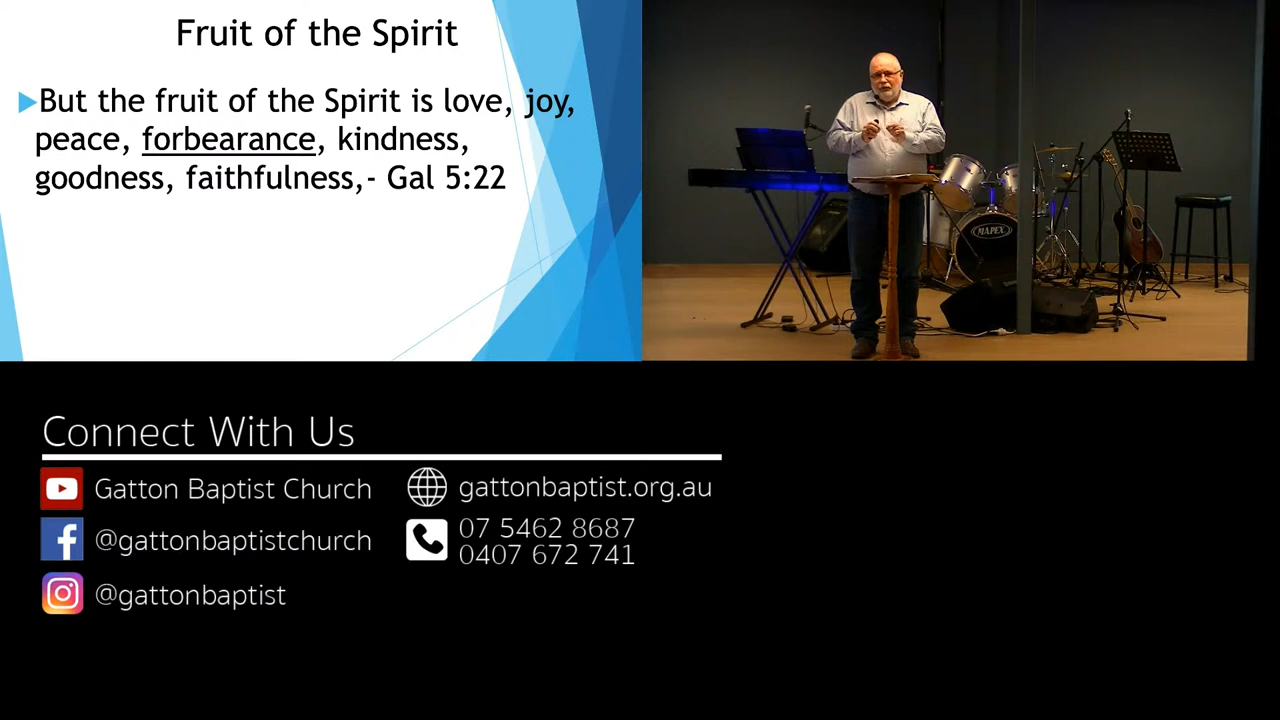 Fruit of the Spirit
But the fruit of the Spirit is love, joy,
peace, forbearance, kindness,
goodness, faithfulness,- Gal 5:22
MAPEX
Connect With Us
Gatton Baptist Church
@gattonbaptistchurch
@gattonbaptist
gattonbaptist.org.au
07 5462 8687
0407 672 741